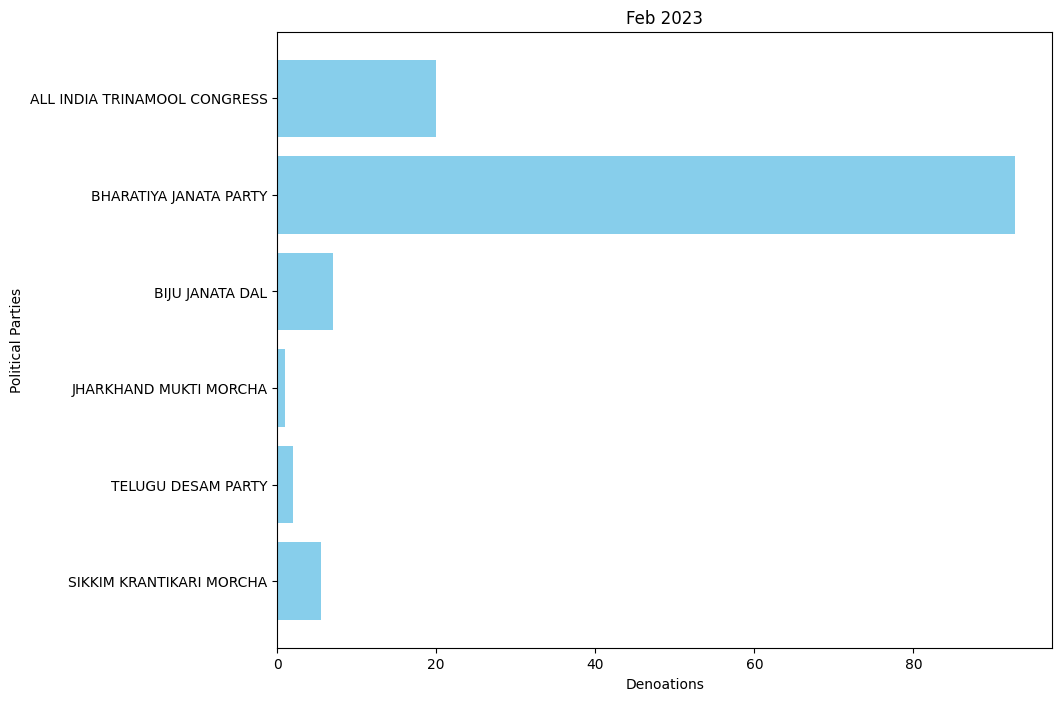 Feb 2023
ALL INDIA TRINAMOOL CONGRESS
BHARATIYA JANATA PARTY
BIJU JANATA DAL
JHARKHAND MUKTI MORCHA
TELUGU DESAM PARTY
SIKKIM KRANTIKARI MORCHA
Political Parties
0 20 40 60 80
Denoations